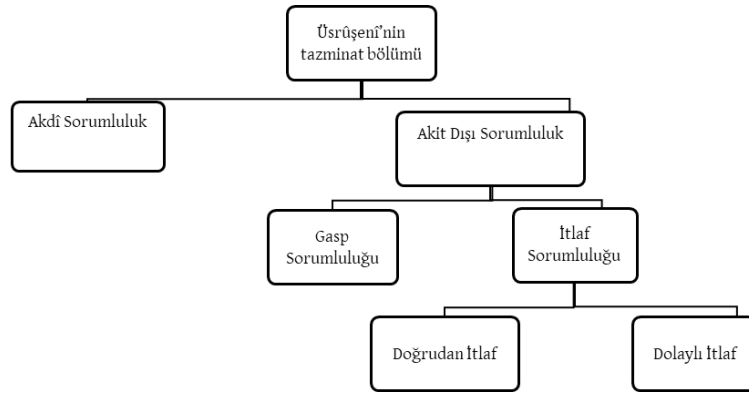 Üsrûşenî’nin
tazminat bölümü
Akdî Sorumluluk
Akit Dışı Sorumluluk
Gasp
Sorumluluğu
İtlaf
Sorumluluğu
Doğrudan İtlaf
Dolaylı İtlaf